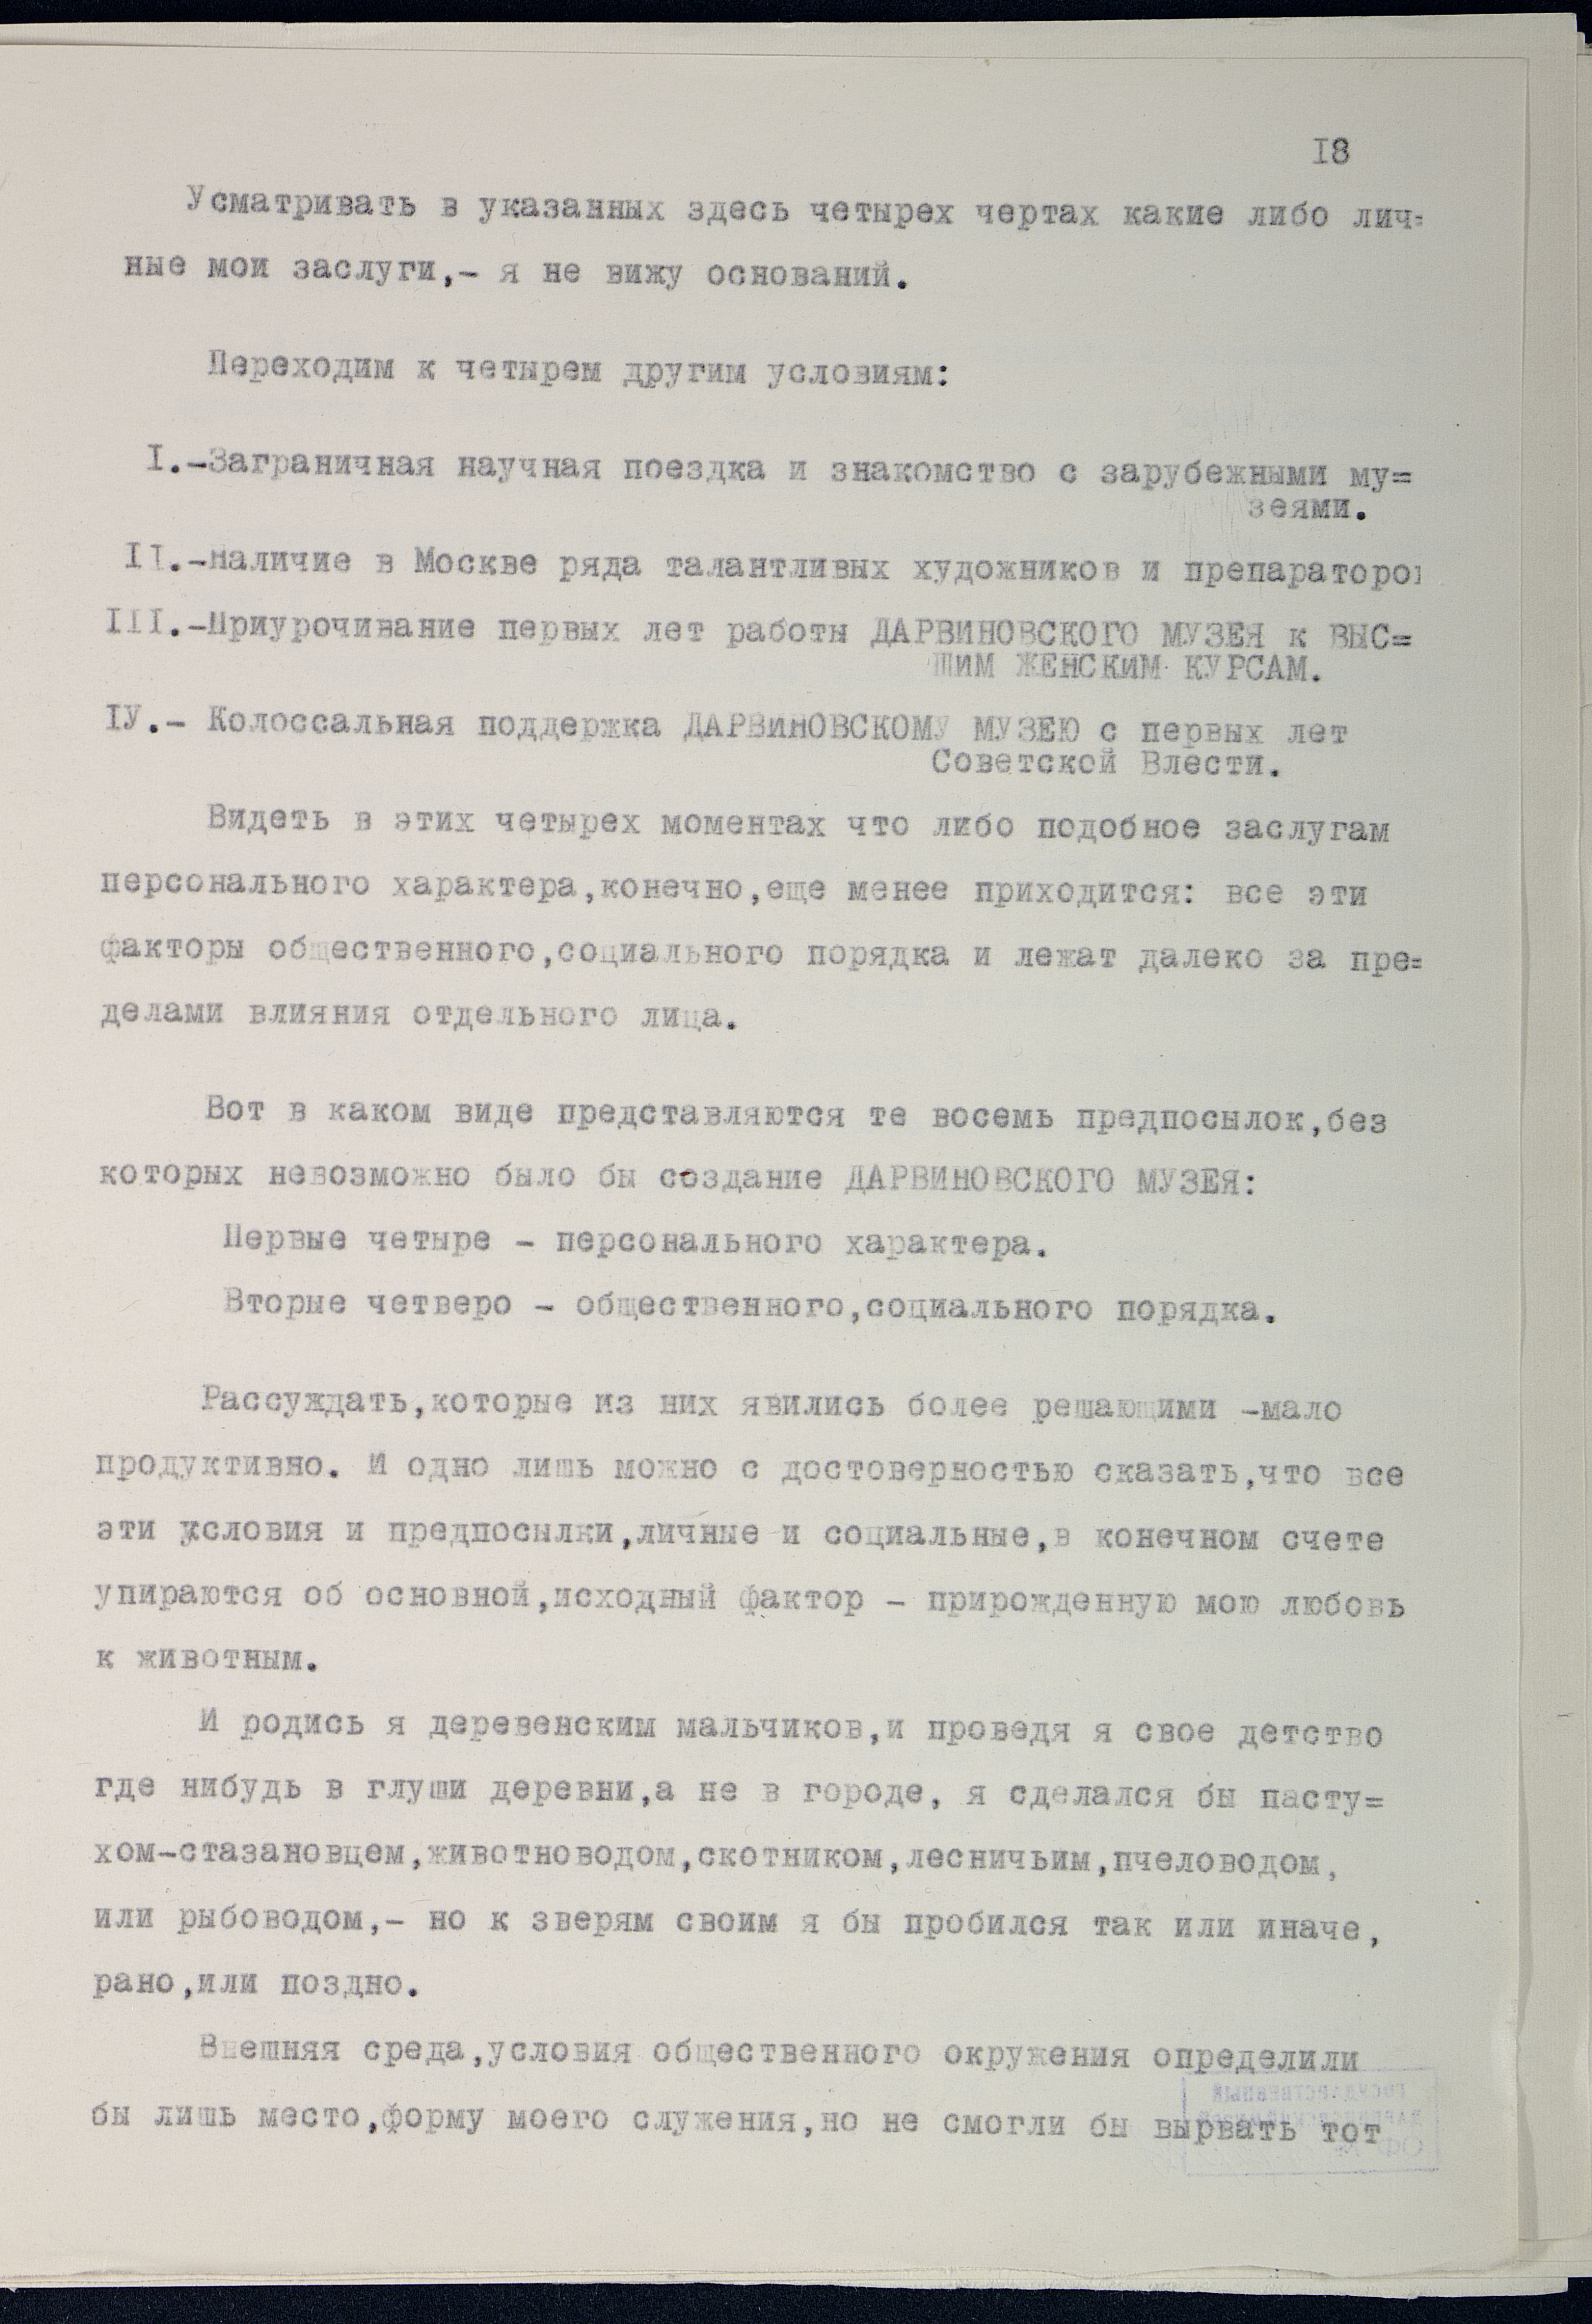 I8
Усматривать в указанных здесь четырех чертах какие либо лич=
ные мои заслуги,- я не вижу оснований.
Переходим к четырем другим условиям:
I.-Заграничная научная поездка и знакомство с зарубежными му=
зеями.
II.-Наличие в Москве ряда талантливых художников и препараторов
III.-Приурочивание первых лет работы ДАРВИНОВСКОГО МУЗЕЯ к ВЫС=
ШИМ ЖЕНСКИМ КУРСАМ.
IУ.- Колоссальная поддержка ДАРВИНОВСКОМУ МУЗЕЮ с первых лет
Советской Влести.
Видеть в этих четырех моментах что либо подобное заслугам
персонального характера,конечно,еще менее приходится: все эти
факторы общественного,социального порядка и лежат далеко за пре=
делами влияния отдельного лица.
Вот в каком виде представляются те восемь предпосылок,без
которых невозможно было бы создание ДАРВИНОВСКОГО МУЗЕЯ:
Первые четыре - персонального характера.
Вторые четверо - общественного,социального порядка.
Рассуждать,которые из них явились более решающими -мало
продуктивно. И одно лишь можно с достоверностью сказать,что все
эти условия и предпосылки,личные и социальные,в конечном счете
упираются об основной,исходный фактор - прирожденную мою любовь
к животным.
И родись я деревенским мальчиков,и проведя я свое детство
где нибудь в глуши деревни,а не в городе, я сделался бы пасту=
хом-стазановцем,животноводом,скотником,лесничьим,пчеловодом,
или рыбоводом,- но к зверям своим я бы пробился так или иначе,
рано,или поздно.
Внешняя среда,условия общественного окружения определили
бы лишь место,форму моего служения,но не смогли бы вырвать тот